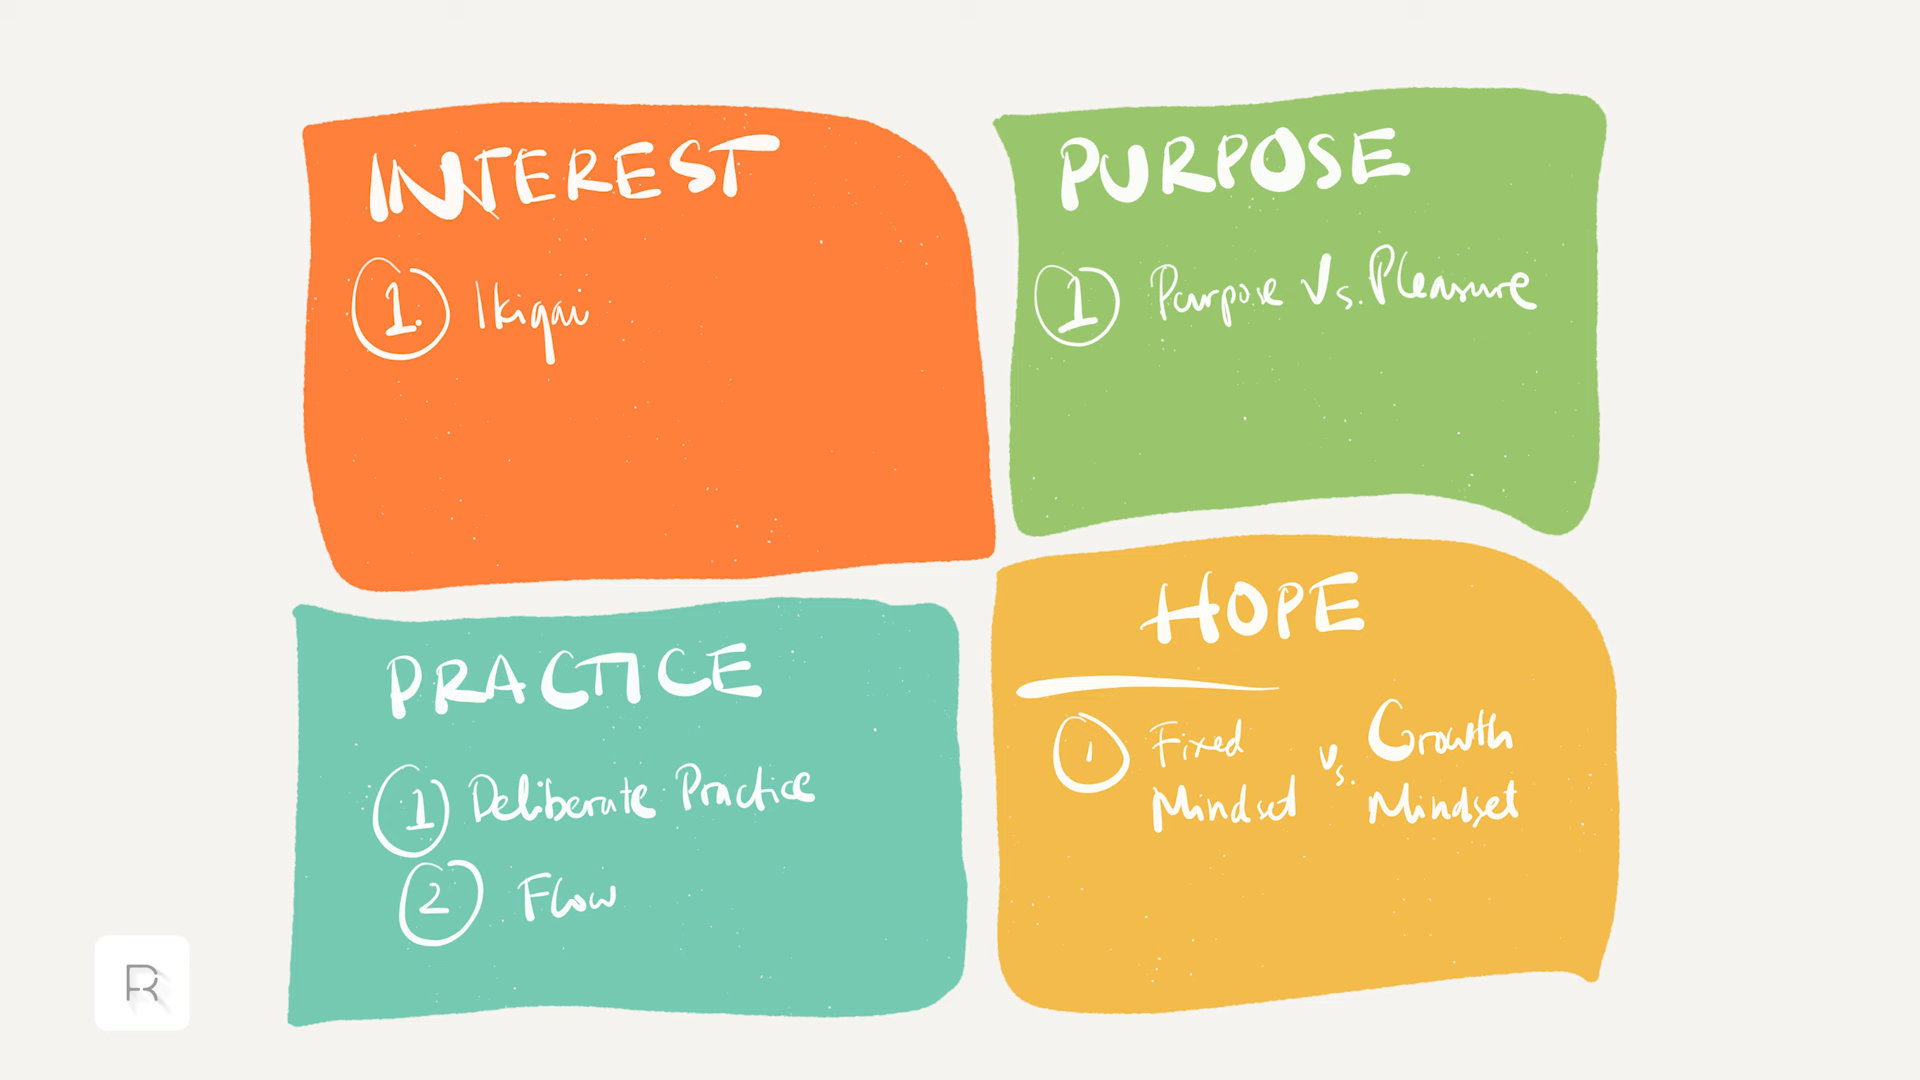 INTEREST
1. Ikigai
PURPOSE
1 Purpose Vs. Pleasure
PRACTICE
1 Deliberate Practice
2 Flow
HOPE
1 Fixed Mindset vs. Growth Mindset
R